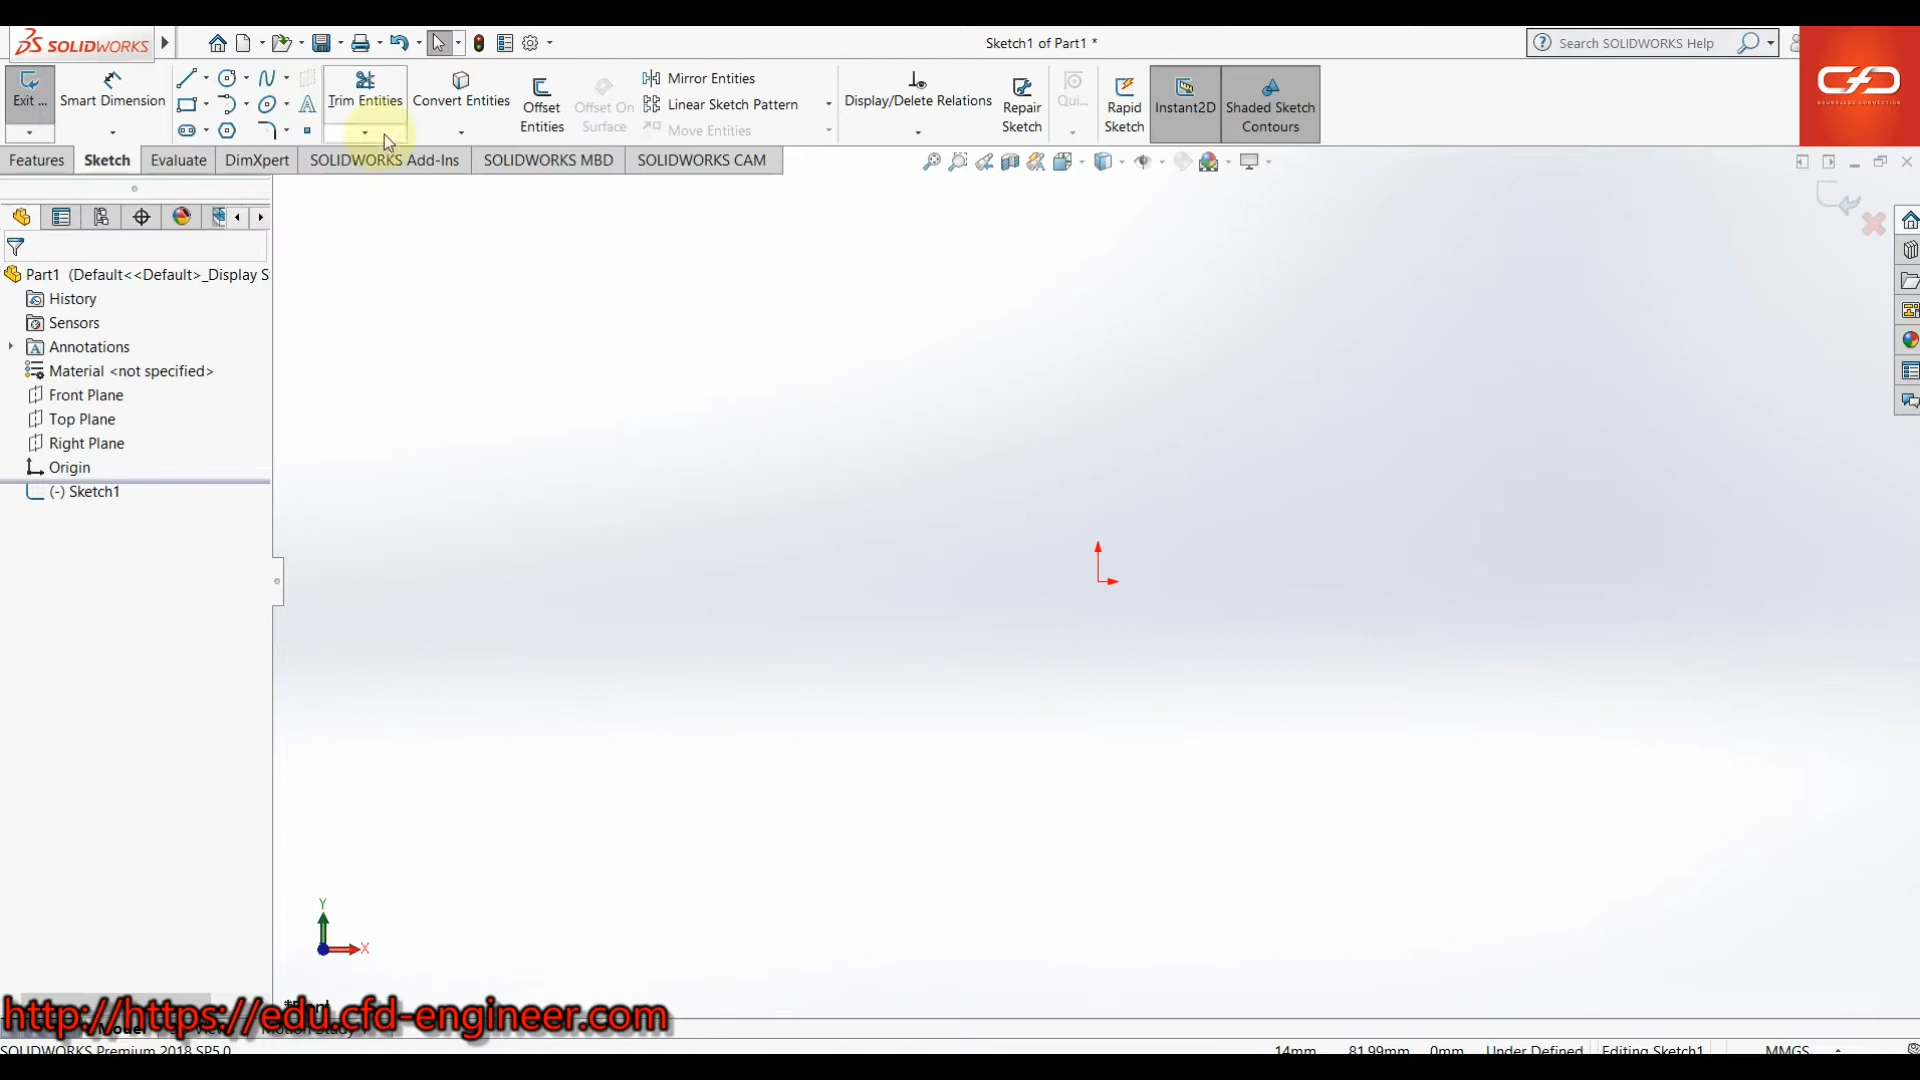 SOLIDWORKS
Sketch1 of Part1 *
Search SOLIDWORKS Help
Exit ...
Smart Dimension
Trim Entities
Convert Entities
Offset
Entities
Offset On
Surface
Mirror Entities
Linear Sketch Pattern
Move Entities
Display/Delete Relations
Repair
Sketch
Qui...
Rapid
Sketch
Instant2D
Shaded Sketch
Contours
Features
Sketch
Evaluate
DimXpert
SOLIDWORKS Add-Ins
SOLIDWORKS MBD
SOLIDWORKS CAM
Part1 (Default<<Default>_Display S
History
Sensors
Annotations
Material <not specified>
Front Plane
Top Plane
Right Plane
Origin
(-) Sketch1
Y
X
http://https://edu.cfd-engineer.com
Model
SOLIDWORKS Premium 2018 SP5.0
14mm 81.99mm 0mm Under Defined Editing Sketch1 MMGS